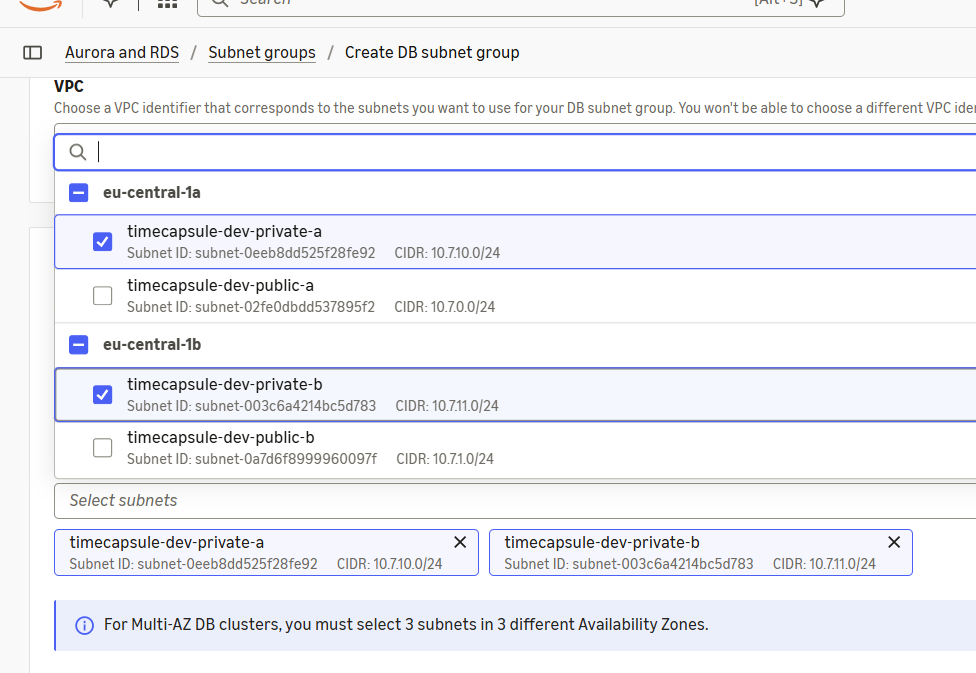 Search [Alt+S]
Aurora and RDS / Subnet groups / Create DB subnet group
VPC
Choose a VPC identifier that corresponds to the subnets you want to use for your DB subnet group. You won't be able to choose a different VPC
eu-central-1a
timecapsule-dev-private-a
Subnet ID: subnet-0eeb8dd525f28fe92 CIDR: 10.7.10.0/24
timecapsule-dev-public-a
Subnet ID: subnet-02fe0dbdd537895f2 CIDR: 10.7.0.0/24
eu-central-1b
timecapsule-dev-private-b
Subnet ID: subnet-003c6a4214bc5d783 CIDR: 10.7.11.0/24
timecapsule-dev-public-b
Subnet ID: subnet-0a7d6f8999960097f CIDR: 10.7.1.0/24
Select subnets
timecapsule-dev-private-a
Subnet ID: subnet-0eeb8dd525f28fe92 CIDR: 10.7.10.0/24
timecapsule-dev-private-b
Subnet ID: subnet-003c6a4214bc5d783 CIDR: 10.7.11.0/24
For Multi-AZ DB clusters, you must select 3 subnets in 3 different Availability Zones.